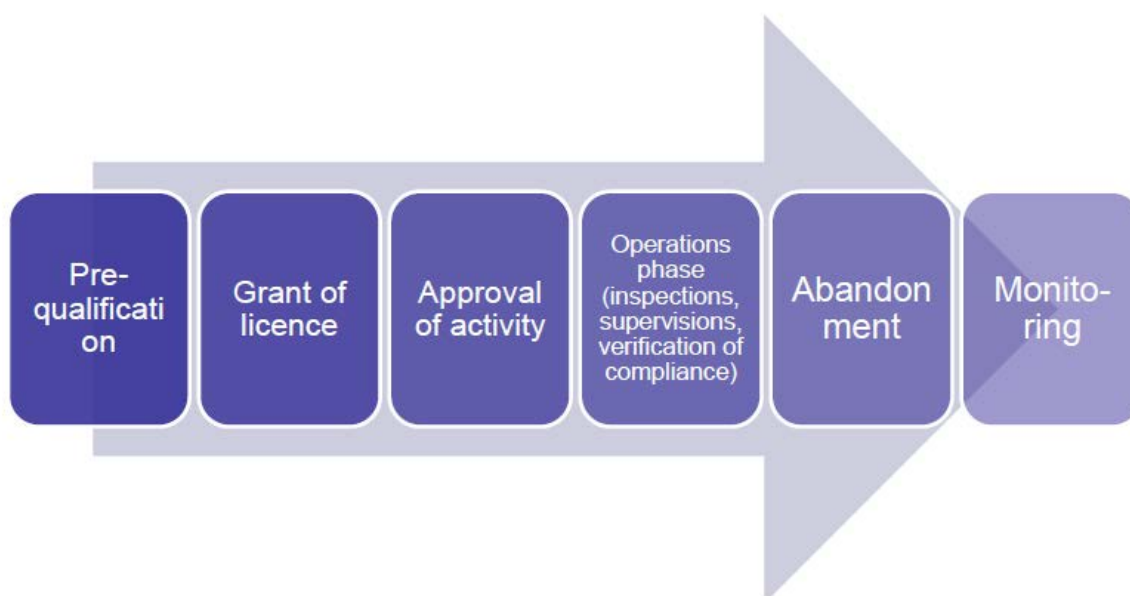 Pre-
qualificati
on
Grant of
licence
Approval
of activity
Operations
phase
(inspections,
supervisions,
verification of
compliance)
Abandon
ment
Monito-
ring